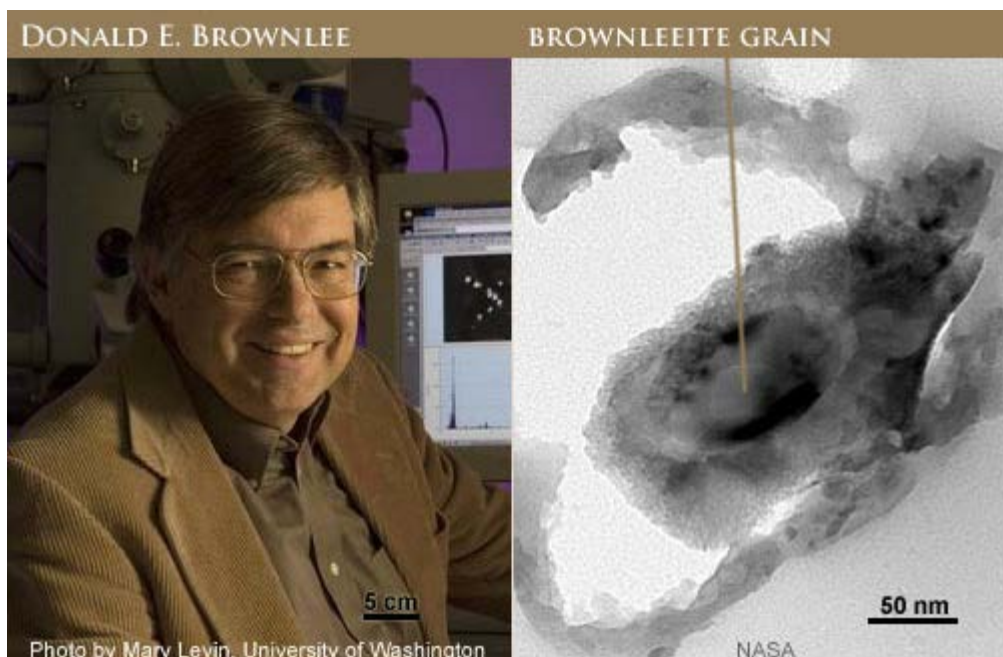 DONALD E. BROWNLEE
BROWNLEEITE GRAIN
5 cm
50 nm
Photo by Mary Levin, University of Washington
NASA